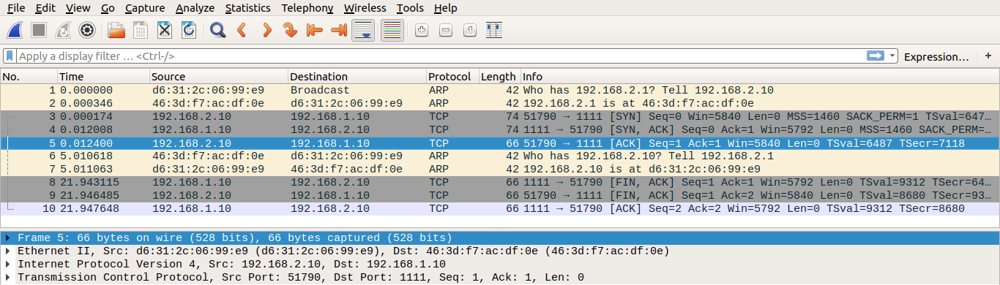 File Edit View Go Capture Analyze Statistics Telephony Wireless Tools Help
Apply a display filter … <Ctrl-/> Expression… +
No. Time Source Destination Protocol Length Info
1 0.000000 d6:31:2c:06:99:e9 Broadcast ARP 42 Who has 192.168.2.1? Tell 192.168.2.10
2 0.000346 46:3d:f7:ac:df:0e d6:31:2c:06:99:e9 ARP 42 192.168.2.1 is at 46:3d:f7:ac:df:0e
3 0.000174 192.168.2.10 192.168.1.10 TCP 74 51790 → 1111 [SYN] Seq=0 Win=5840 Len=0 MSS=1460 SACK_PERM=1 TSval=647…
4 0.012008 192.168.1.10 192.168.2.10 TCP 74 1111 → 51790 [SYN, ACK] Seq=0 Ack=1 Win=5792 Len=0 MSS=1460 SACK_PERM=…
5 0.012400 192.168.2.10 192.168.1.10 TCP 66 51790 → 1111 [ACK] Seq=1 Ack=1 Win=5840 Len=0 TSval=6487 TSecr=7118
6 5.010618 46:3d:f7:ac:df:0e d6:31:2c:06:99:e9 ARP 42 Who has 192.168.2.10? Tell 192.168.2.1
7 5.011063 d6:31:2c:06:99:e9 46:3d:f7:ac:df:0e ARP 42 192.168.2.10 is at d6:31:2c:06:99:e9
8 21.943115 192.168.1.10 192.168.2.10 TCP 66 1111 → 51790 [FIN, ACK] Seq=1 Ack=1 Win=5792 Len=0 TSval=9312 TSecr=64…
9 21.946485 192.168.2.10 192.168.1.10 TCP 66 51790 → 1111 [FIN, ACK] Seq=1 Ack=2 Win=5840 Len=0 TSval=8680 TSecr=93…
10 21.947648 192.168.1.10 192.168.2.10 TCP 66 1111 → 51790 [ACK] Seq=2 Ack=2 Win=5792 Len=0 TSval=9312 TSecr=8680
Frame 5: 66 bytes on wire (528 bits), 66 bytes captured (528 bits)
Ethernet II, Src: d6:31:2c:06:99:e9 (d6:31:2c:06:99:e9), Dst: 46:3d:f7:ac:df:0e (46:3d:f7:ac:df:0e)
Internet Protocol Version 4, Src: 192.168.2.10, Dst: 192.168.1.10
Transmission Control Protocol, Src Port: 51790, Dst Port: 1111, Seq: 1, Ack: 1, Len: 0